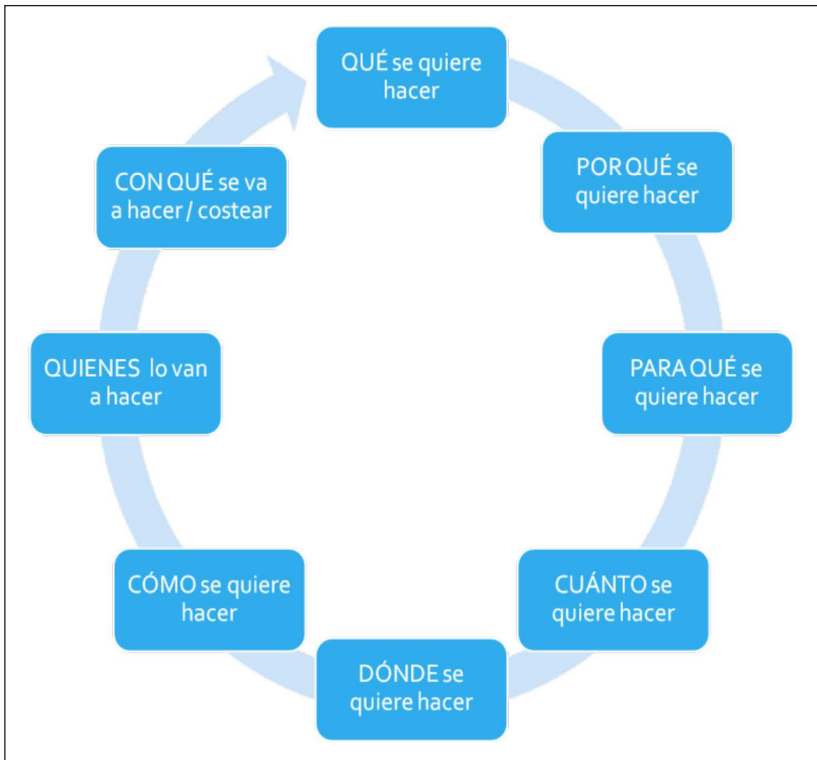 QUÉ se quiere
hacer
POR QUÉ se
quiere hacer
PARA QUÉ se
quiere hacer
CUÁNTO se
quiere hacer
DÓNDE se
quiere hacer
CÓMO se quiere
hacer
QUIENES lo van
a hacer
CON QUÉ se va
a hacer / costear